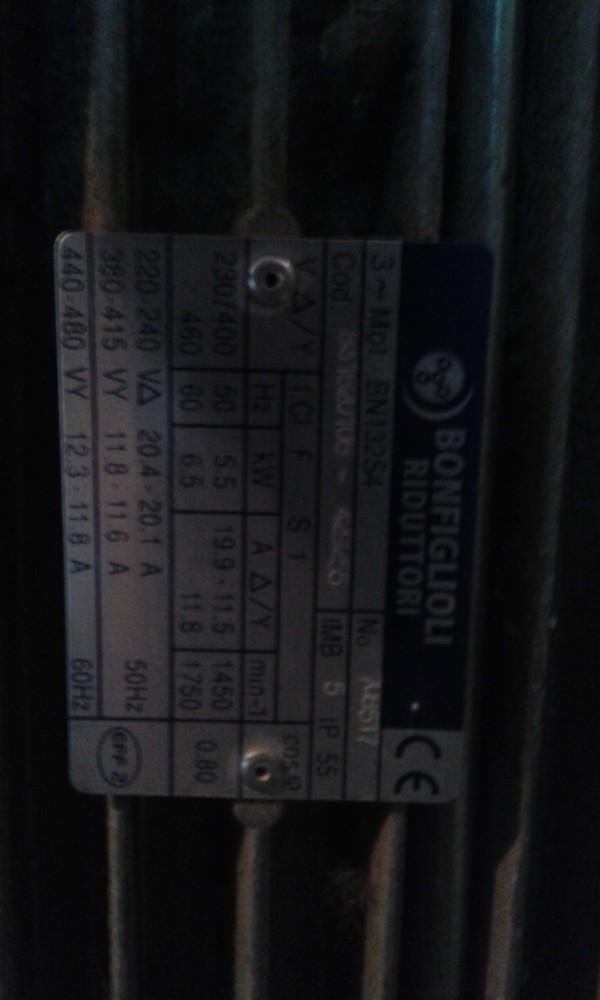 BONFIGLIOLI
RIDUTTORI
CE
3~ Mot BN132S4 No
Cod IMB 5 IP 55
V Δ/Y I.Cl F S 1
Hz kW A Δ/Y min-1 cos φ
230/400 50 5.5 19.9-11.5 1450 0.80
460 60 6.5 11.8 1750
220-240 VΔ 20.4-20.1 A 50Hz
380-415 VY 11.8-11.6 A
440-480 VY 12.3-11.8 A 60Hz
EFF 2